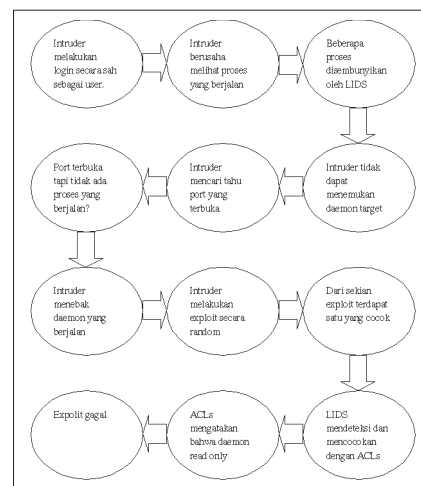 Intruder
melakukan
login secara sah
sebagai user.
Intruder
berusaha
melihat proses
yang berjalan
Beberapa
proses
disembunyikan
oleh LIDS
Intruder tidak
dapat
menemukan
daemon target
Intruder
mencari tahu
port yang
terbuka
Port terbuka
tapi tidak ada
proses yang
berjalan?
Intruder
menebak
daemon yang
berjalan
Intruder
melakukan
exploit secara
random
Dari sekian
exploit terdapat
satu yang cocok
LIDS
mendeteksi dan
mencocokan
dengan ACLs
ACLs
mengatakan
bahwa daemon
read only
Expolit gagal